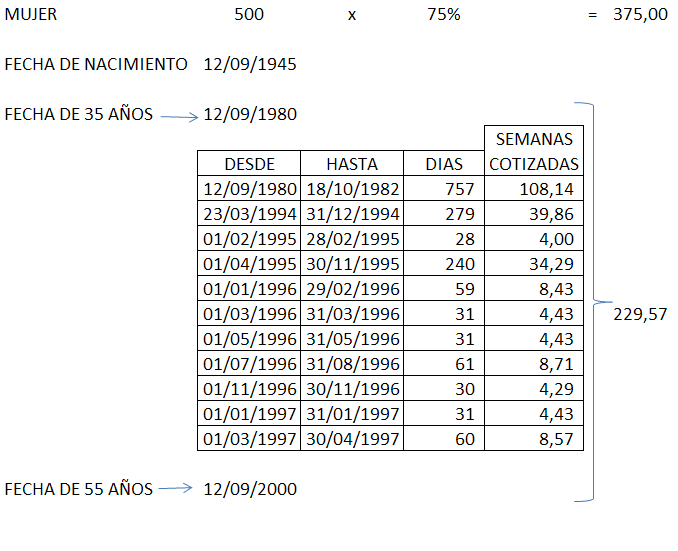 MUJER 500 x 75% = 375,00
FECHA DE NACIMIENTO 12/09/1945
FECHA DE 35 AÑOS 12/09/1980
SEMANAS
DESDE HASTA DIAS COTIZADAS
12/09/1980 18/10/1982 757 108,14
23/03/1994 31/12/1994 279 39,86
01/02/1995 28/02/1995 28 4,00
01/04/1995 30/11/1995 240 34,29
01/01/1996 29/02/1996 59 8,43
01/03/1996 31/03/1996 31 4,43
229,57
01/05/1996 31/05/1996 31 4,43
01/07/1996 31/08/1996 61 8,71
01/11/1996 30/11/1996 30 4,29
01/01/1997 31/01/1997 31 4,43
01/03/1997 30/04/1997 60 8,57
FECHA DE 55 AÑOS 12/09/2000